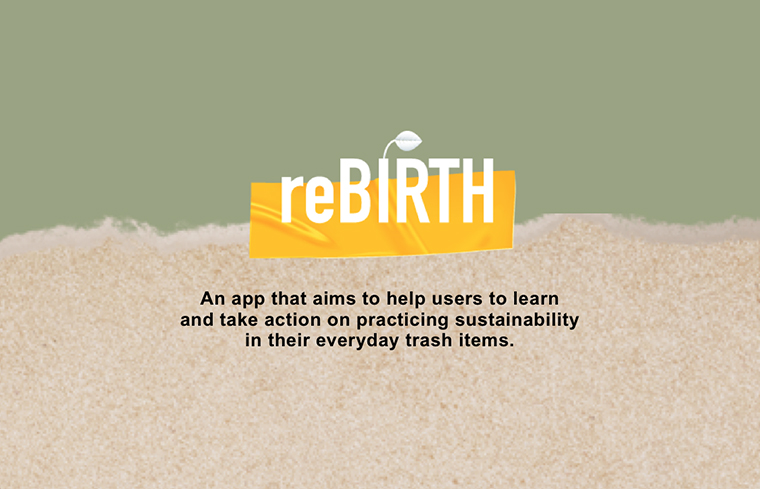 reBIRTH
An app that aims to help users to learn
and take action on practicing sustainability
in their everyday trash items.